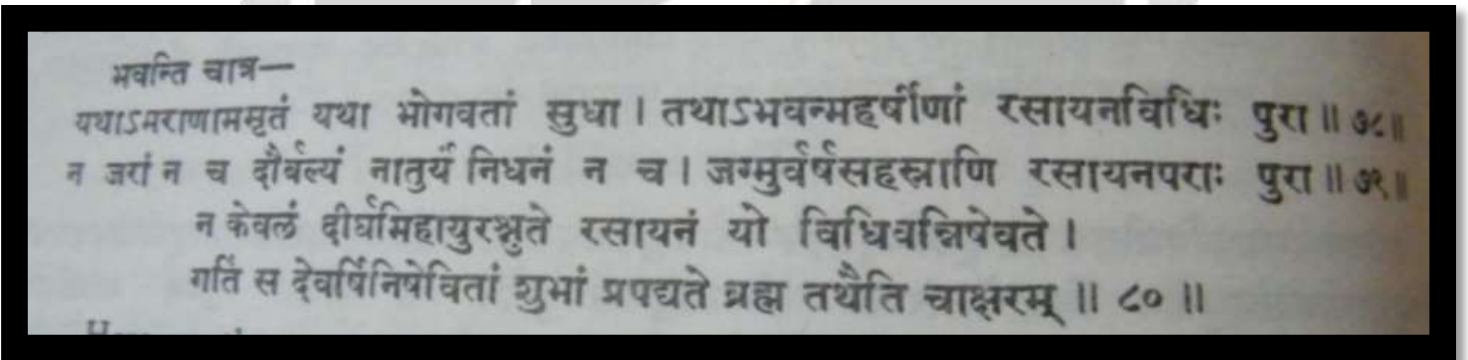 भवन्ति चात्र—
यथाऽमराणाममृतं यथा भोगवतां सुधा । तथाऽभवन्महर्षीणां रसायनविधिः पुरा ॥ ७८॥
न जरां न च दौर्बल्यं नातुर्यं निधनं न च । जग्मुर्वर्षसहस्राणि रसायनपराः पुरा ॥ ७९॥
न केवलं दीर्घमिहायुरश्नुते रसायनं यो विधिवन्निषेवते ।
गतिं स देवर्षिनिषेवितां शुभां प्रपद्यते ब्रह्म तथैति चाक्षरम् ॥ ८० ॥